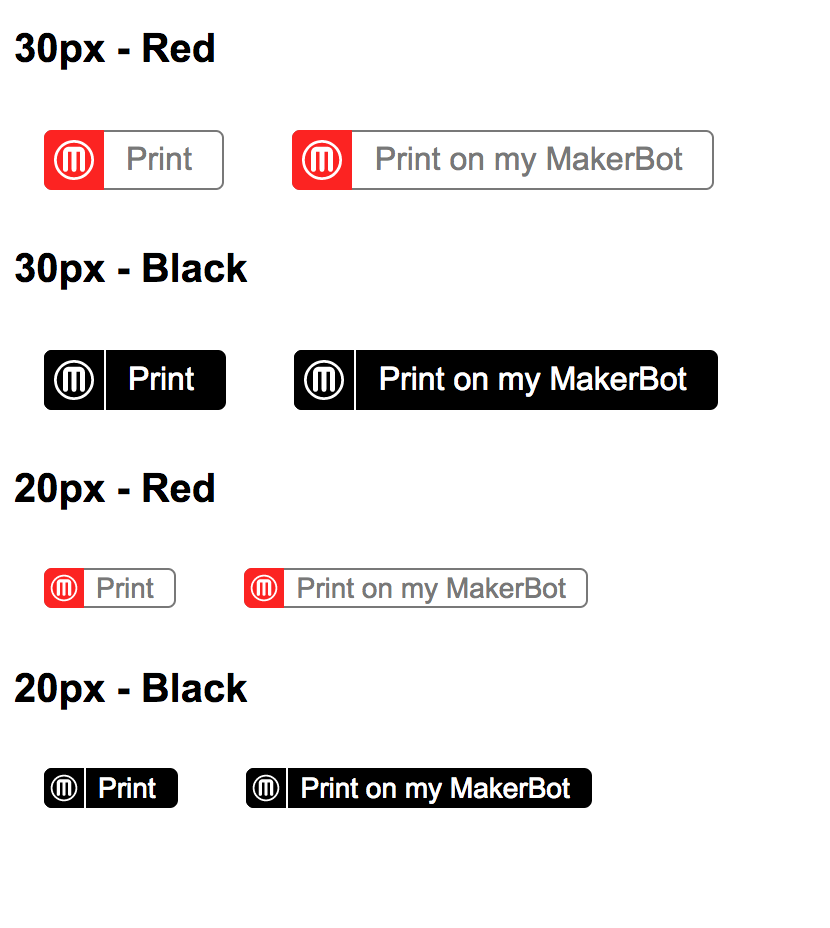 30px - Red
Print
Print on my MakerBot
30px - Black
Print
Print on my MakerBot
20px - Red
Print
Print on my MakerBot
20px - Black
Print
Print on my MakerBot